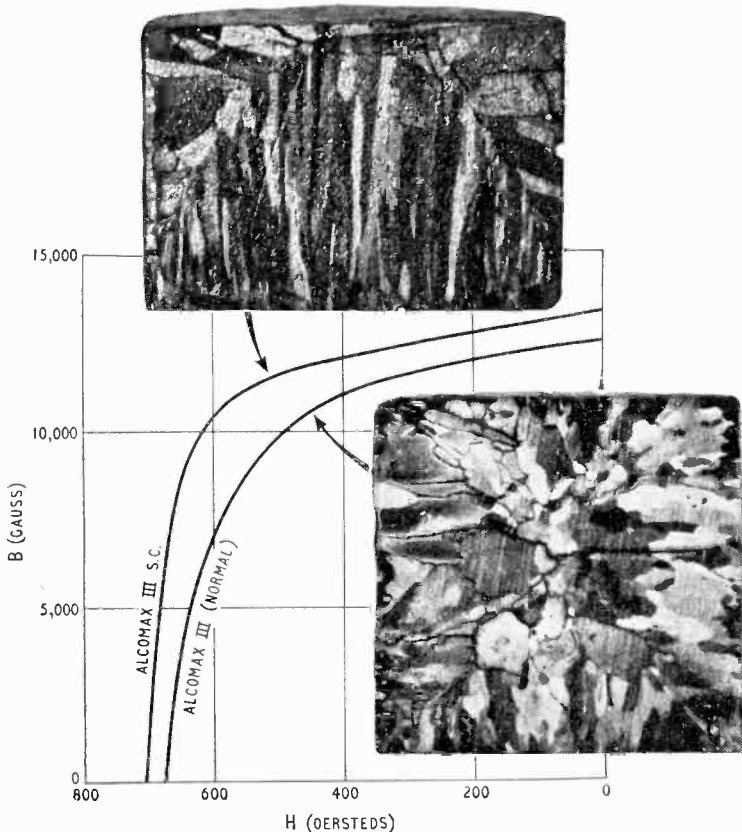 15,000
10,000
5,000
0
B (GAUSS)
ALCOMAX III S.C.
ALCOMAX III (NORMAL)
800
600
400
200
0
H (OERSTEDS)